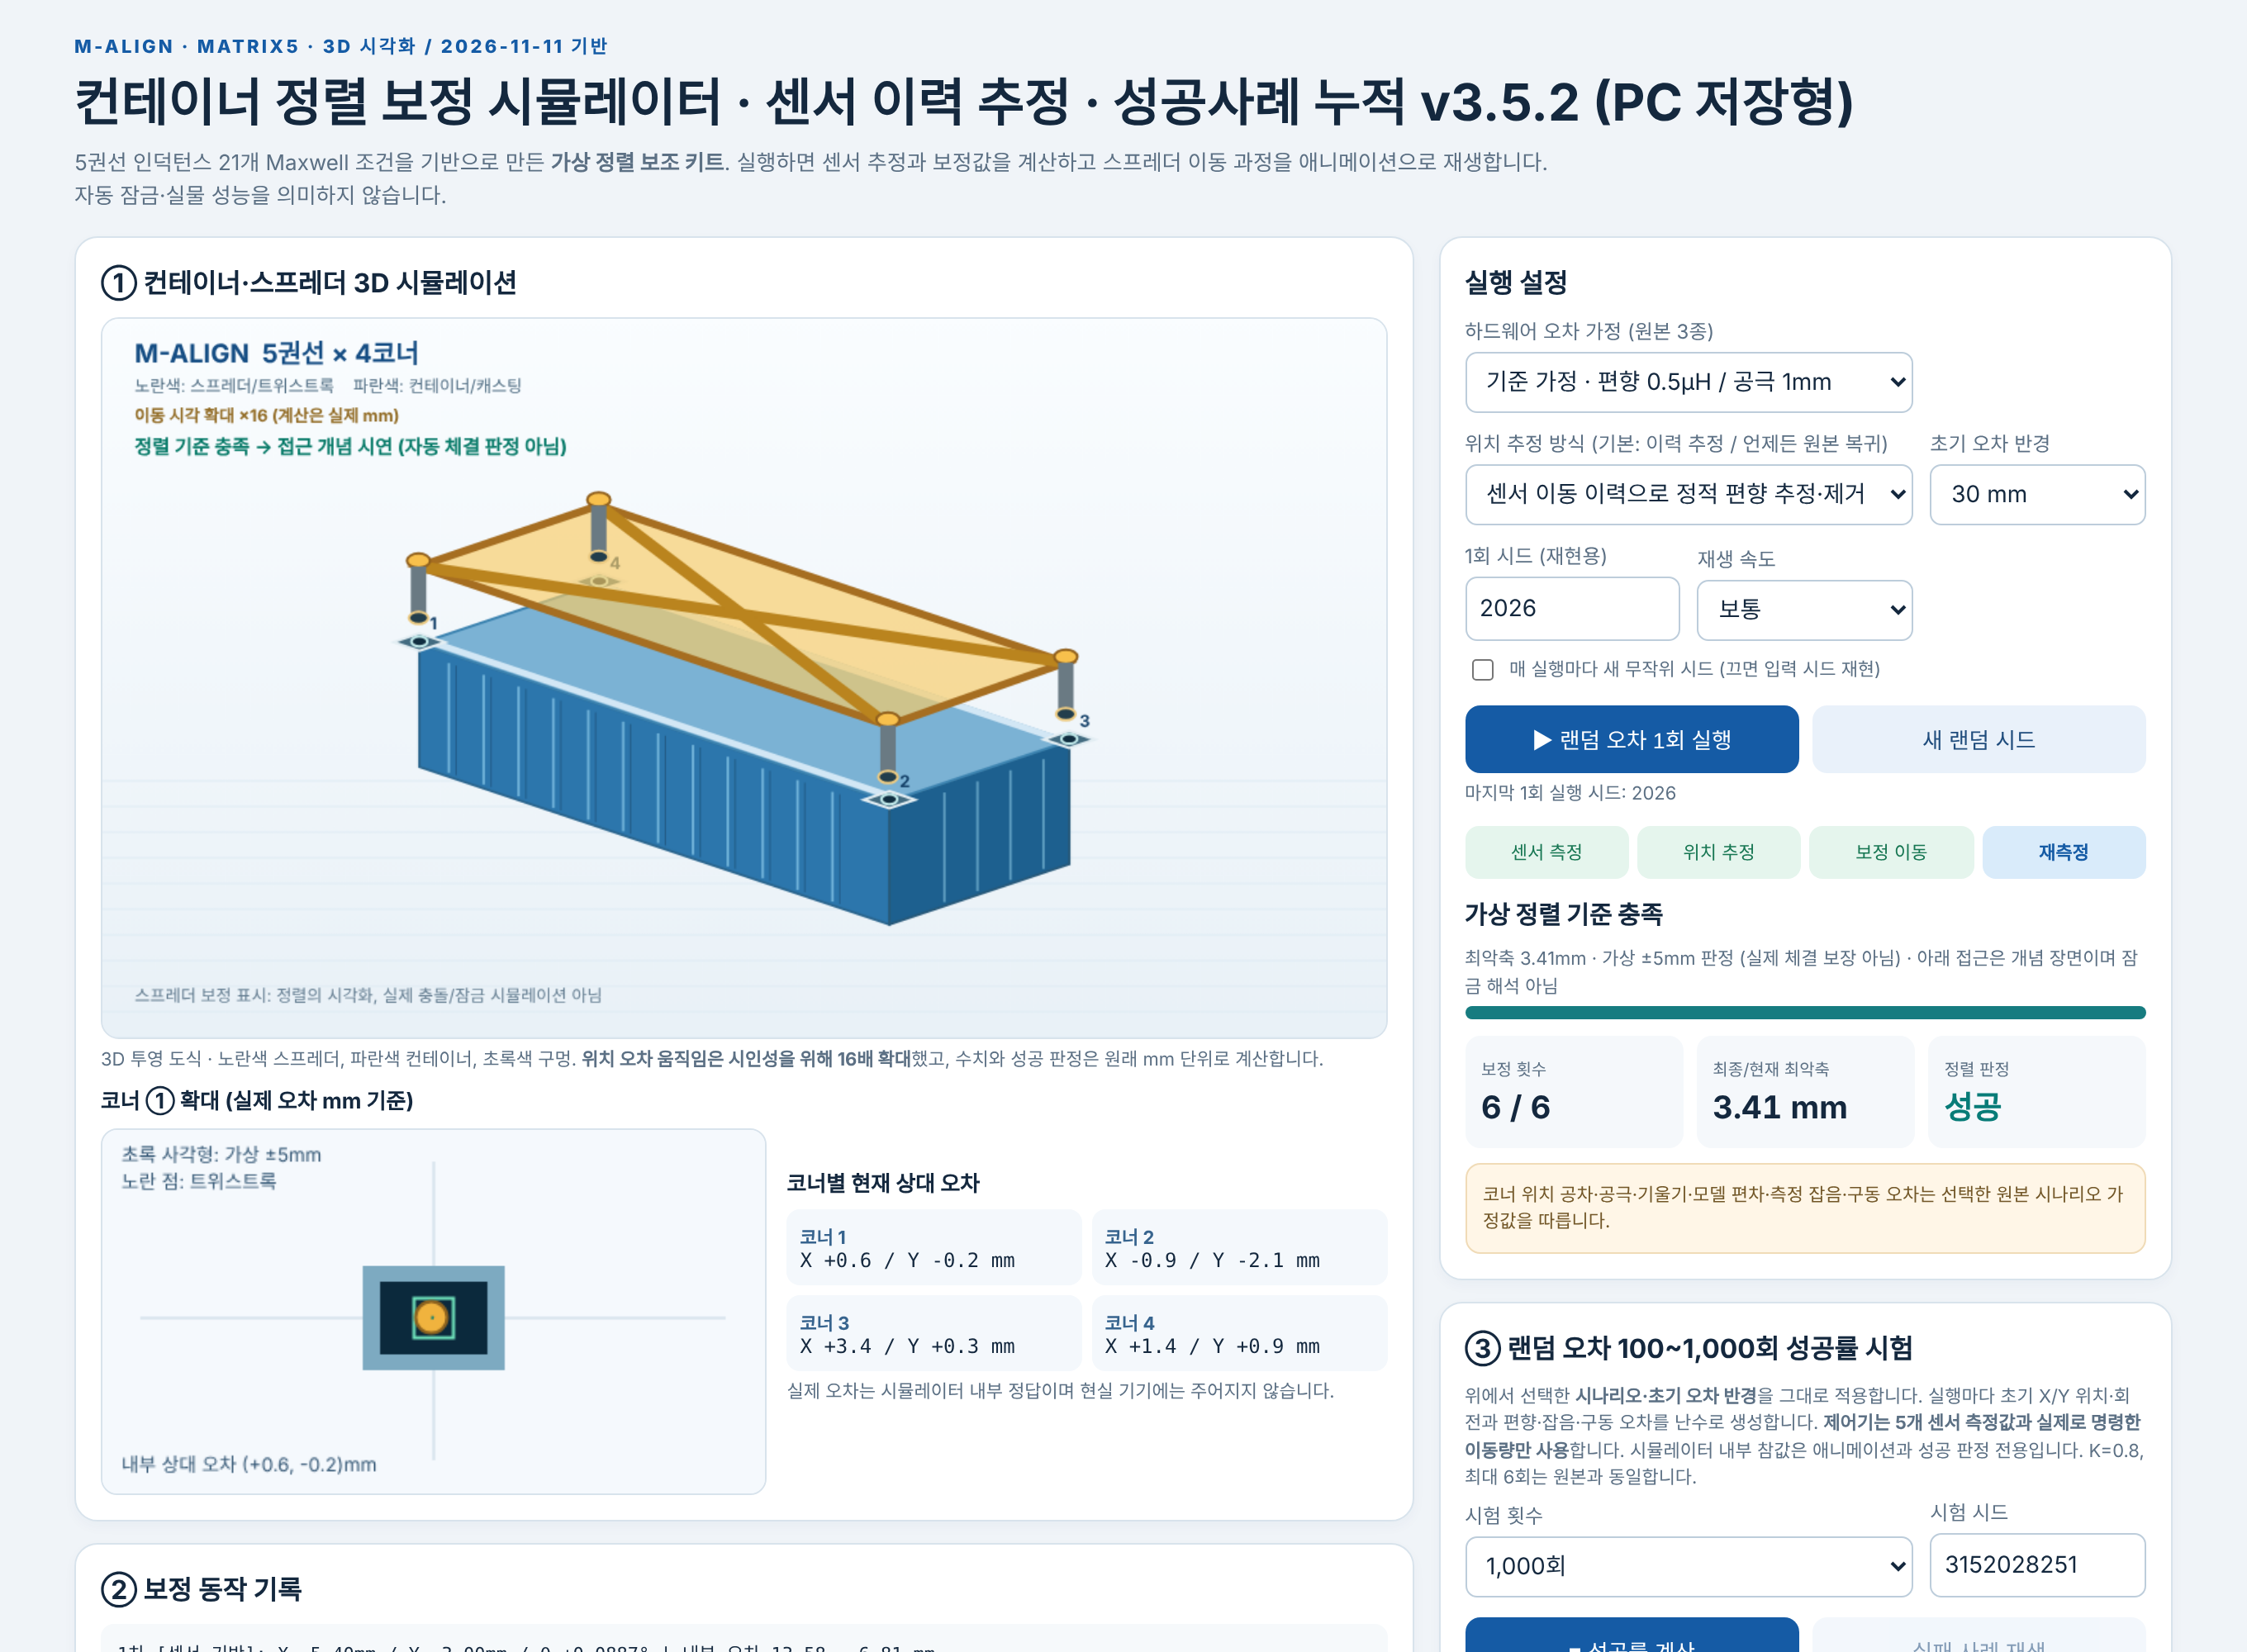 M-ALIGN · MATRIX5 · 3D 시각화 / 2026-11-11 기반
컨테이너 정렬 보정 시뮬레이터 · 센서 이력 추정 · 성공사례 누적 v3.5.2 (PC 저장형)
5권선 인덕턴스 21개 Maxwell 조건을 기반으로 만든 가상 정렬 보조 키트. 실행하면 센서 추정과 보정값을 계산하고 스프레더 이동 과정을 애니메이션으로 재생합니다.
자동 잠금·실물 성능을 의미하지 않습니다.
① 컨테이너·스프레더 3D 시뮬레이션
M-ALIGN 5권선 × 4코너
노란색: 스프레더/트위스트록 파란색: 컨테이너/캐스팅
이동 시각 확대 ×16 (계산은 실제 mm)
정렬 기준 충족 → 접근 개념 시연 (자동 체결 판정 아님)
4
1
3
2
스프레더 보정 표시: 정렬의 시각화, 실제 충돌/잠금 시뮬레이션 아님
3D 투영 도식 · 노란색 스프레더, 파란색 컨테이너, 초록색 구멍. 위치 오차 움직임은 시인성을 위해 16배 확대했고, 수치와 성공 판정은 원래 mm 단위로 계산합니다.
코너 ① 확대 (실제 오차 mm 기준)
초록 사각형: 가상 ±5mm
노란 점: 트위스트록
내부 상대 오차 (+0.6, -0.2)mm
코너별 현재 상대 오차
코너 1
X +0.6 / Y -0.2 mm
코너 2
X -0.9 / Y -2.1 mm
코너 3
X +3.4 / Y +0.3 mm
코너 4
X +1.4 / Y +0.9 mm
실제 오차는 시뮬레이터 내부 정답이며 현실 기기에는 주어지지 않습니다.
② 보정 동작 기록
실행 설정
하드웨어 오차 가정 (원본 3종)
기준 가정 · 편향 0.5μH / 공극 1mm
위치 추정 방식 (기본: 이력 추정 / 언제든 원본 복귀)
초기 오차 반경
센서 이동 이력으로 정적 편향 추정·제거
30 mm
1회 시드 (재현용)
재생 속도
2026
보통
매 실행마다 새 무작위 시드 (끄면 입력 시드 재현)
▶ 랜덤 오차 1회 실행
새 랜덤 시드
마지막 1회 실행 시드: 2026
센서 측정
위치 추정
보정 이동
재측정
가상 정렬 기준 충족
최악축 3.41mm · 가상 ±5mm 판정 (실제 체결 보장 아님) · 아래 접근은 개념 장면이며 잠
금 해석 아님
보정 횟수
6 / 6
최종/현재 최악축
3.41 mm
정렬 판정
성공
코너 위치 공차·공극·기울기·모델 편차·측정 잡음·구동 오차는 선택한 원본 시나리오 가
정값을 따릅니다.
③ 랜덤 오차 100~1,000회 성공률 시험
위에서 선택한 시나리오·초기 오차 반경을 그대로 적용합니다. 실행마다 초기 X/Y 위치·회
전과 편향·잡음·구동 오차를 난수로 생성합니다. 제어기는 5개 센서 측정값과 실제로 명령한
이동량만 사용합니다. 시뮬레이터 내부 참값은 애니메이션과 성공 판정 전용입니다. K=0.8,
최대 6회는 원본과 동일합니다.
시험 횟수
시험 시드
1,000회
3152028251